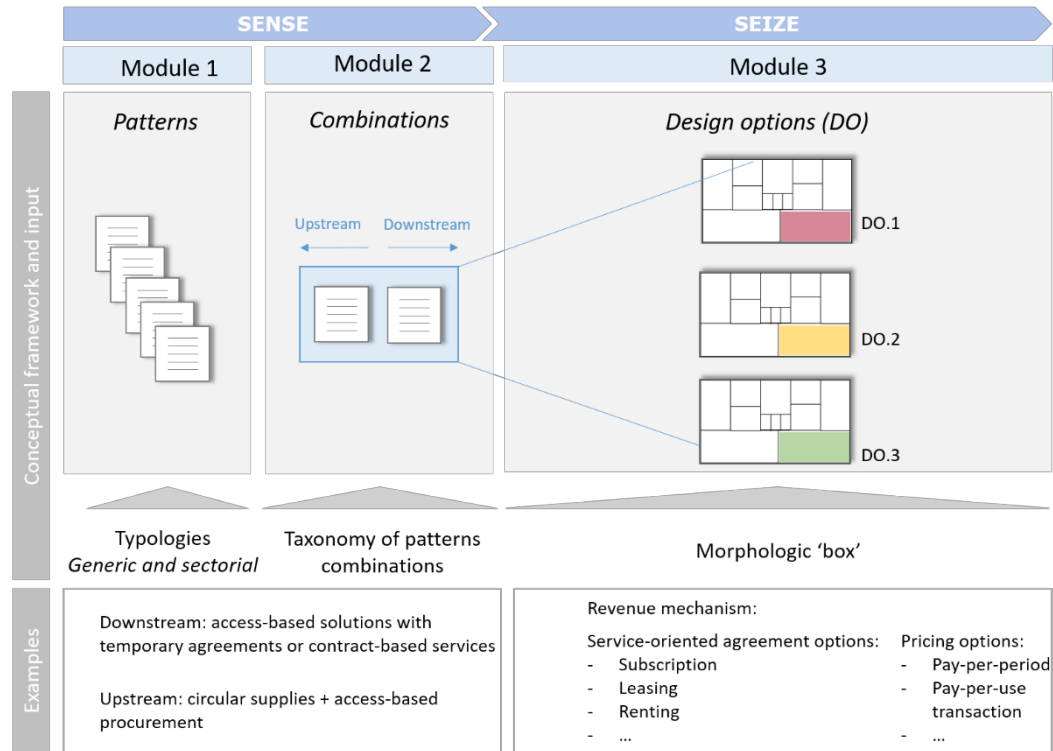 SENSE
SEIZE
Module 1
Module 2
Module 3
Conceptual framework and input
Patterns
Combinations
Design options (DO)
Upstream
Downstream
DO.1
DO.2
DO.3
Typologies
Generic and sectorial
Taxonomy of patterns
combinations
Morphologic ‘box’
Examples
Downstream: access-based solutions with
temporary agreements or contract-based services
Upstream: circular supplies + access-based
procurement
Revenue mechanism:
Service-oriented agreement options:
- Subscription
- Leasing
- Renting
- ...
Pricing options:
- Pay-per-period
- Pay-per-use
transaction
- ...